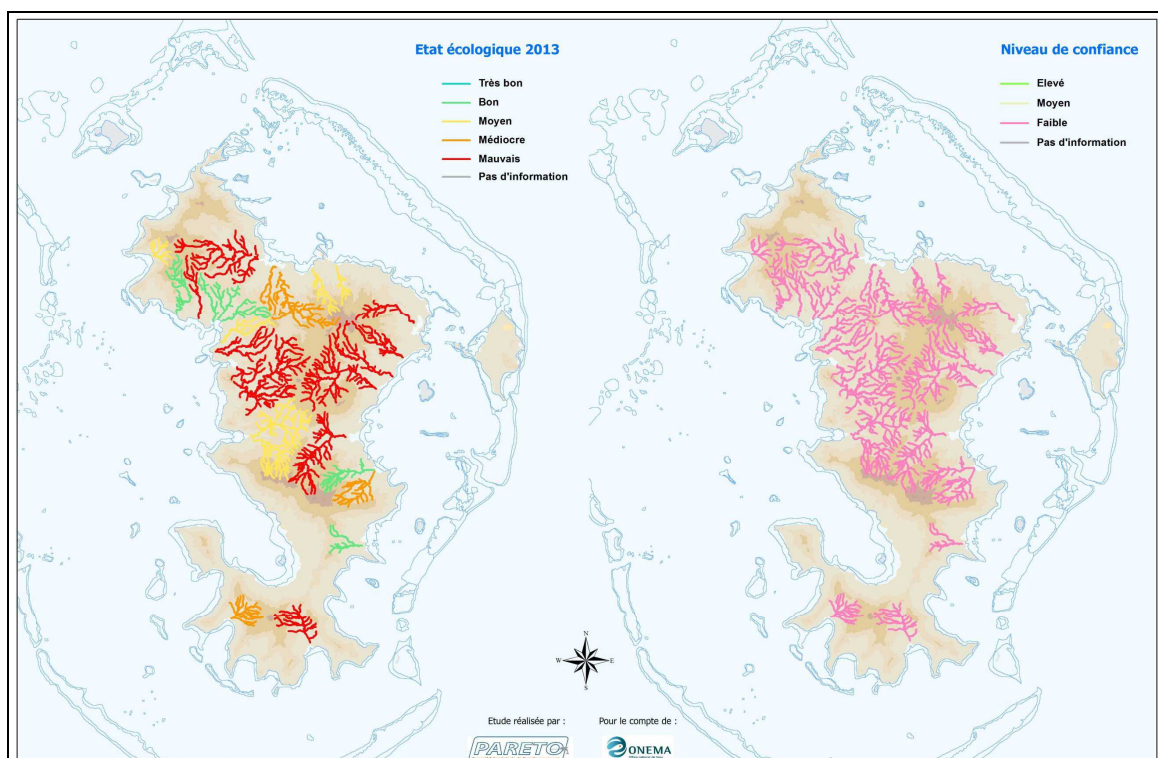 Etat écologique 2013
Très bon
Bon
Moyen
Médiocre
Mauvais
Pas d'information
Niveau de confiance
Elevé
Moyen
Faible
Pas d'information
N
W E
S
Etude réalisée par :
Pour le compte de :
PARETO
ONEMA